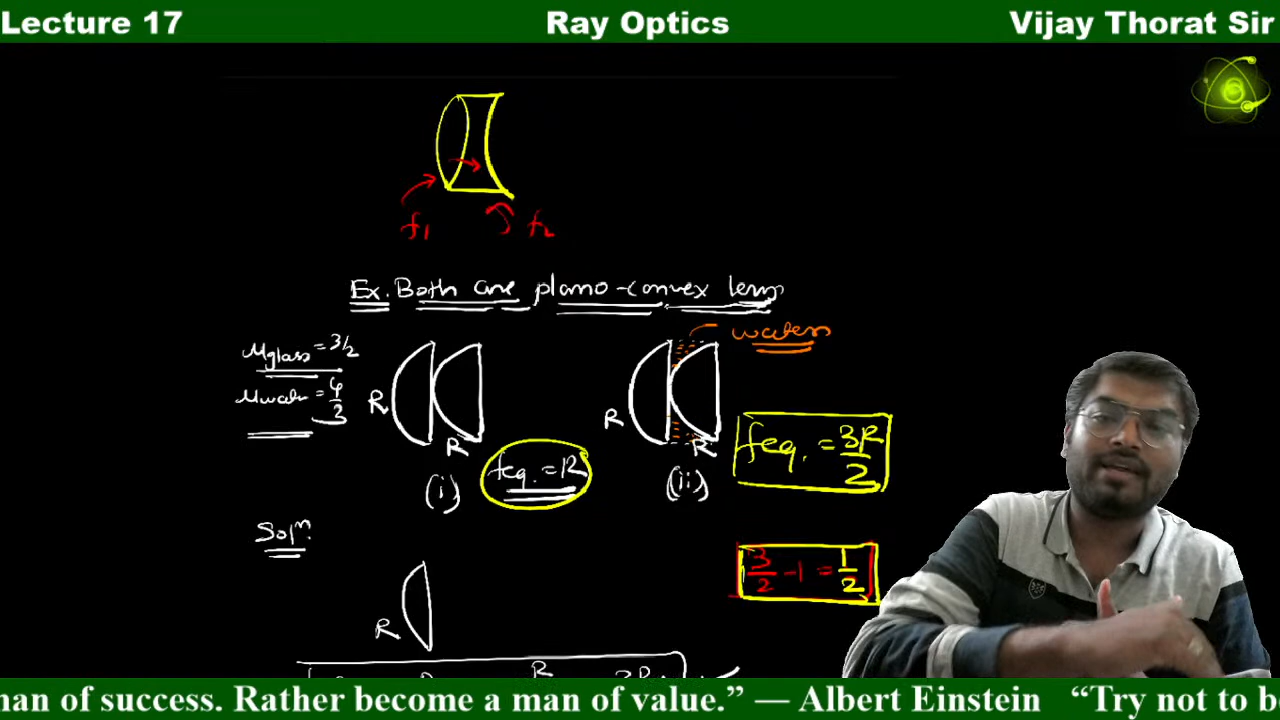 Lecture 17
Ray Optics
Vijay Thorat Sir
f₁
f₂
Ex. Both are plano-convex lens
water
μglass = 3/2
μwater = 4/3
R
R
R
R
feq. = R
feq. = 3R/2
(i)
(ii)
Solⁿ.
3/2 - 1 = 1/2
R
man of success. Rather become a man of value.” — Albert Einstein “Try not to b